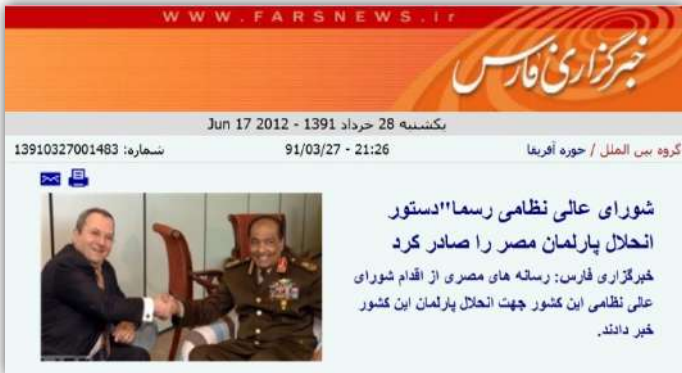 WWW.FARSNEWS.Ir
خبرگزاری فارس
یکشنبه 28 خرداد 1391 - Jun 17 2012
گروه بین الملل / حوزه آفریقا
91/03/27 - 21:26
شماره: 13910327001483
شورای عالی نظامی رسما"دستور
انحلال پارلمان مصر را صادر کرد
خبرگزاری فارس: رسانه های مصری از اقدام شورای
عالی نظامی این کشور جهت انحلال پارلمان این کشور
خبر دادند.